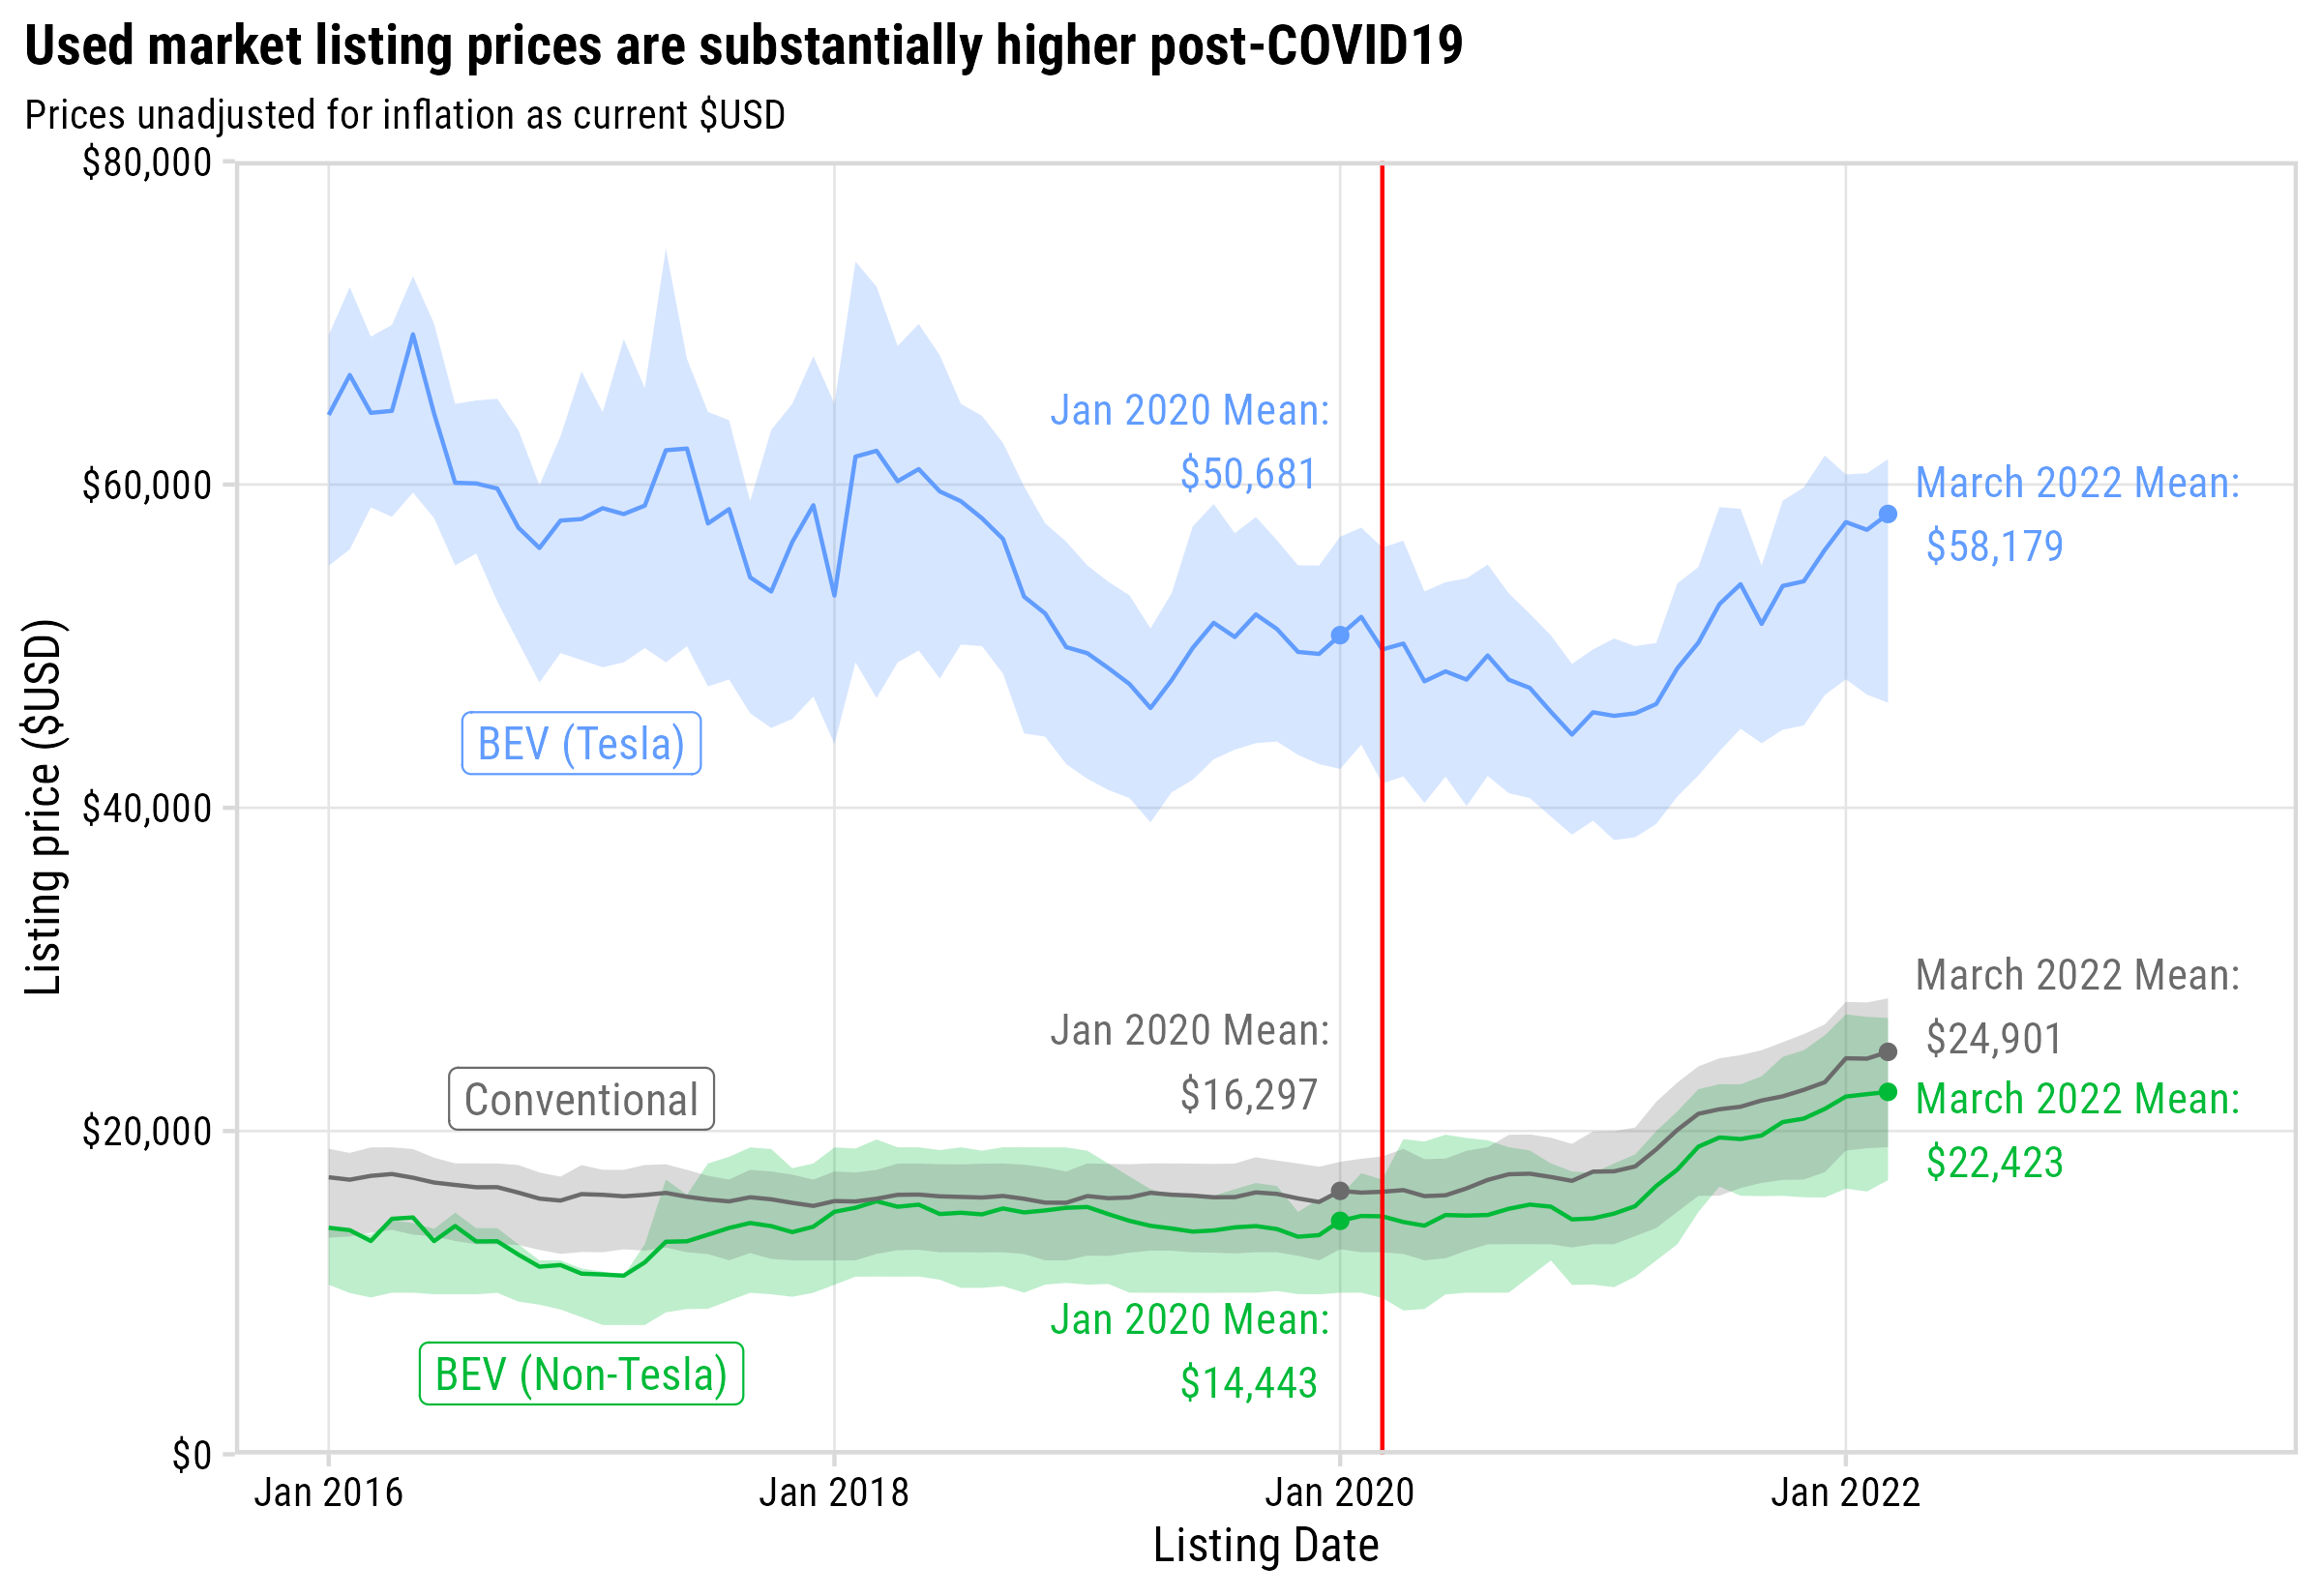 Used market listing prices are substantially higher post-COVID19
Prices unadjusted for inflation as current $USD
$80,000
$60,000
$40,000
$20,000
$0
Listing price ($USD)
Jan 2020 Mean:
$50,681
March 2022 Mean:
$58,179
BEV (Tesla)
March 2022 Mean:
$24,901
Jan 2020 Mean:
$16,297
Conventional
March 2022 Mean:
$22,423
Jan 2020 Mean:
$14,443
BEV (Non-Tesla)
Jan 2016
Jan 2018
Jan 2020
Jan 2022
Listing Date